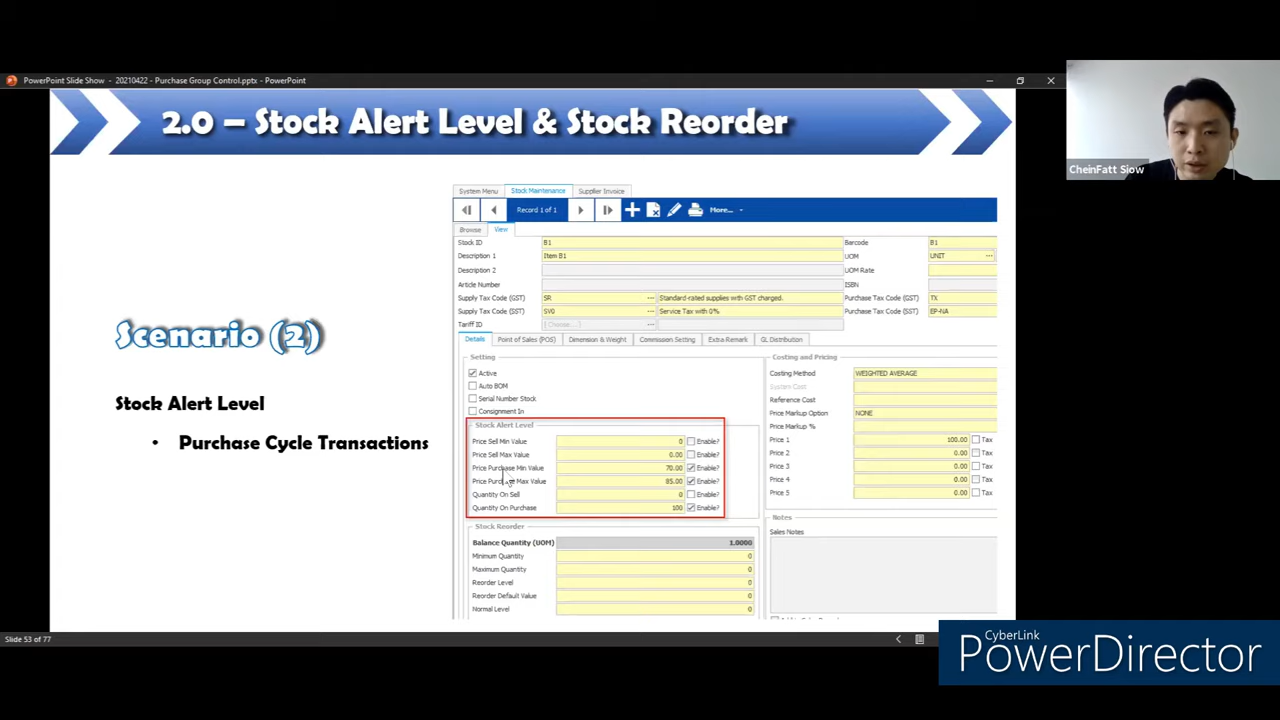 PowerPoint Slide Show - 20210422 - Purchase Group Control.pptx - PowerPoint
2.0 – Stock Alert Level & Stock Reorder
CheinFatt Siow
Scenario (2)
Stock Alert Level
• Purchase Cycle Transactions
System Menu Stock Maintenance Supplier Invoice
Record 1 of 1 More...
Browse View
Stock ID B1 Barcode B1
Description 1 Item B1 UOM UNIT ...
Description 2 UOM Rate
Article Number ISBN
Supply Tax Code (GST) SR ... Standard-rated supplies with GST charged. Purchase Tax Code (GST) TX
Supply Tax Code (SST) SV0 ... Service Tax with 0% Purchase Tax Code (SST) EP-NA
Tariff ID [ Choose... ] ...
Details Point of Sales (POS) Dimension & Weight Commission Setting Extra Remark GL Distribution
Setting
Active
Auto BOM
Serial Number Stock
Consignment In
Stock Alert Level
Price Sell Min Value 0 Enable?
Price Sell Max Value 0.00 Enable?
Price Purchase Min Value 70.00 Enable?
Price Purchase Max Value 85.00 Enable?
Quantity On Sell 0 Enable?
Quantity On Purchase 100 Enable?
Stock Reorder
Balance Quantity (UOM) 1.0000
Minimum Quantity 0
Maximum Quantity 0
Reorder Level 0
Reorder Default Value 0
Normal Level 0
Costing and Pricing
Costing Method WEIGHTED AVERAGE
System Cost
Reference Cost
Price Markup Option NONE
Price Markup %
Price 1 100.00 Tax
Price 2 0.00 Tax
Price 3 0.00 Tax
Price 4 0.00 Tax
Price 5 0.00 Tax
Notes
Sales Notes
Slide 53 of 77
CyberLink
PowerDirector